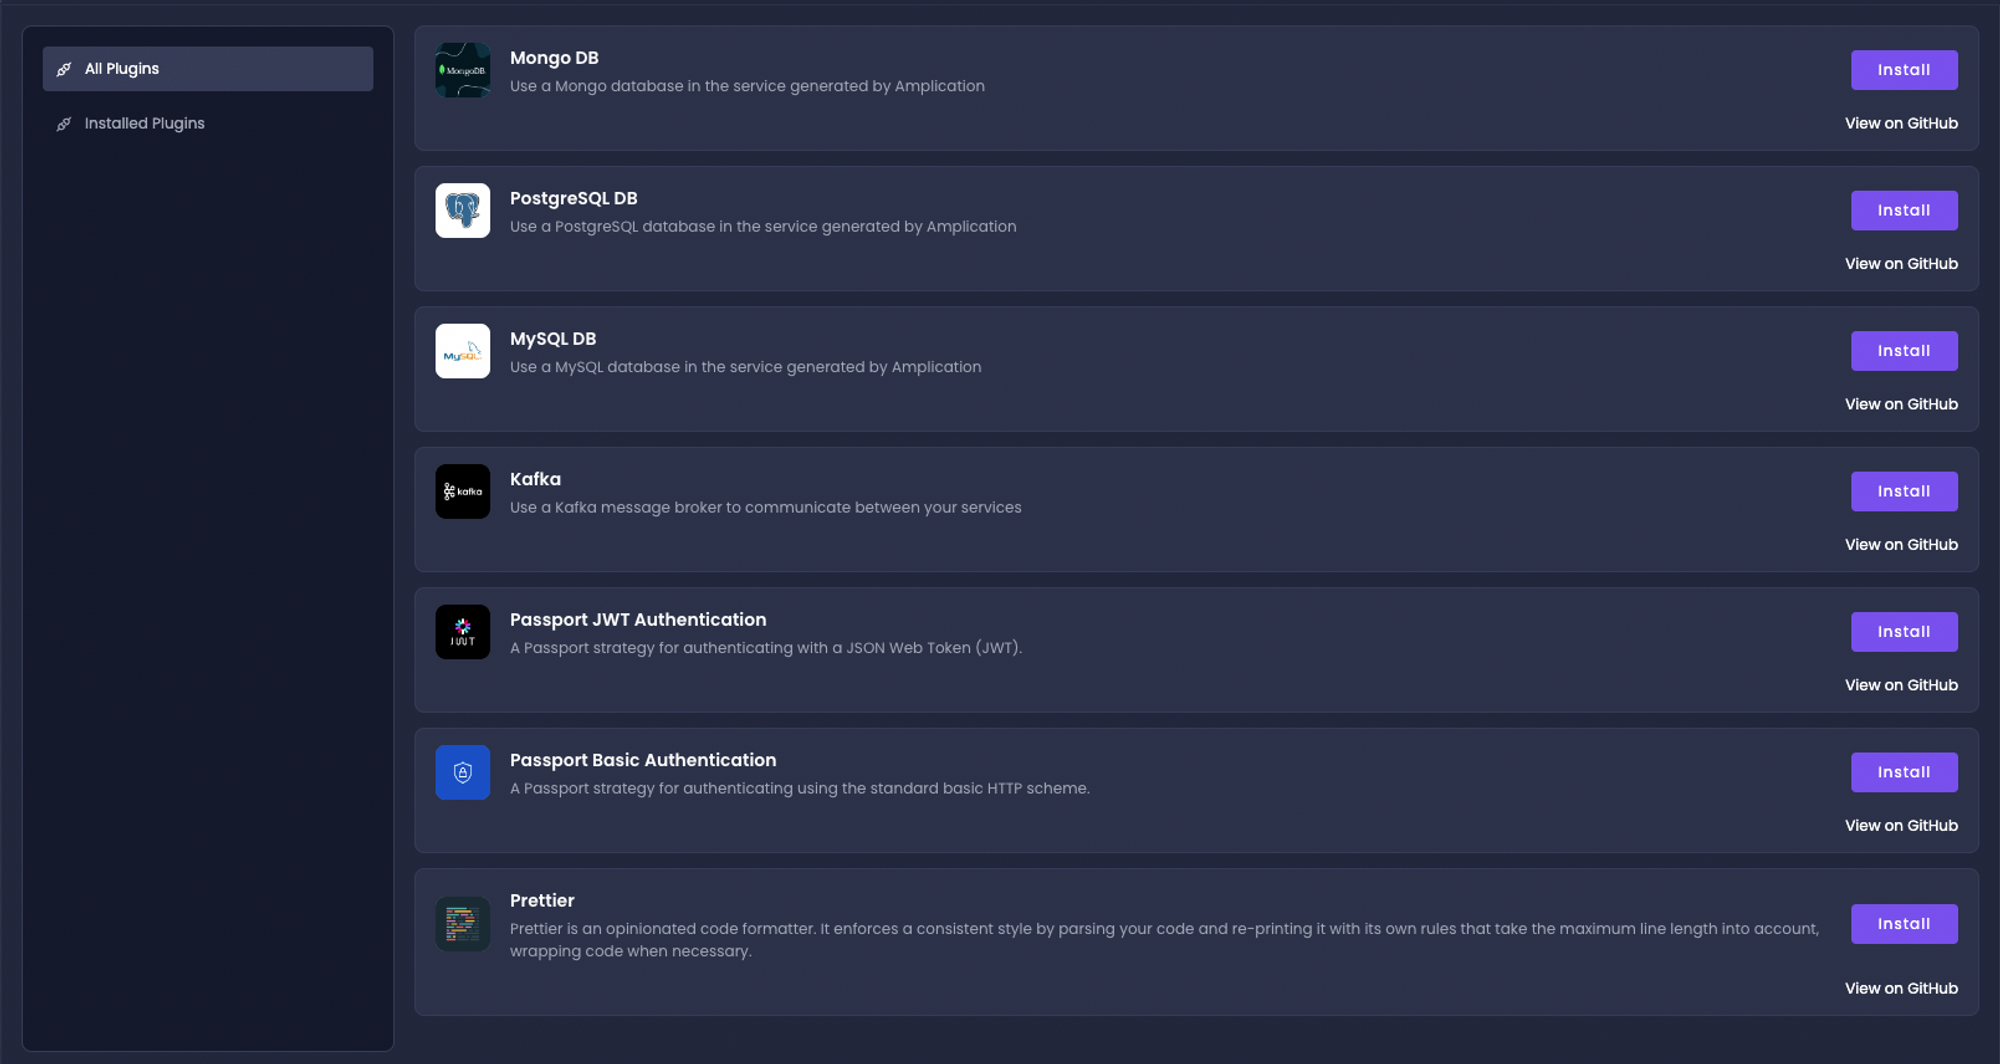 All Plugins
Installed Plugins
MongoDB
Mongo DB
Use a Mongo database in the service generated by Amplication
Install
View on GitHub
PostgreSQL DB
Use a PostgreSQL database in the service generated by Amplication
Install
View on GitHub
MySQL
MySQL DB
Use a MySQL database in the service generated by Amplication
Install
View on GitHub
kafka
Kafka
Use a Kafka message broker to communicate between your services
Install
View on GitHub
JWT
Passport JWT Authentication
A Passport strategy for authenticating with a JSON Web Token (JWT).
Install
View on GitHub
Passport Basic Authentication
A Passport strategy for authenticating using the standard basic HTTP scheme.
Install
View on GitHub
Prettier
Prettier is an opinionated code formatter. It enforces a consistent style by parsing your code and re-printing it with its own rules that take the maximum line length into account,
wrapping code when necessary.
Install
View on GitHub